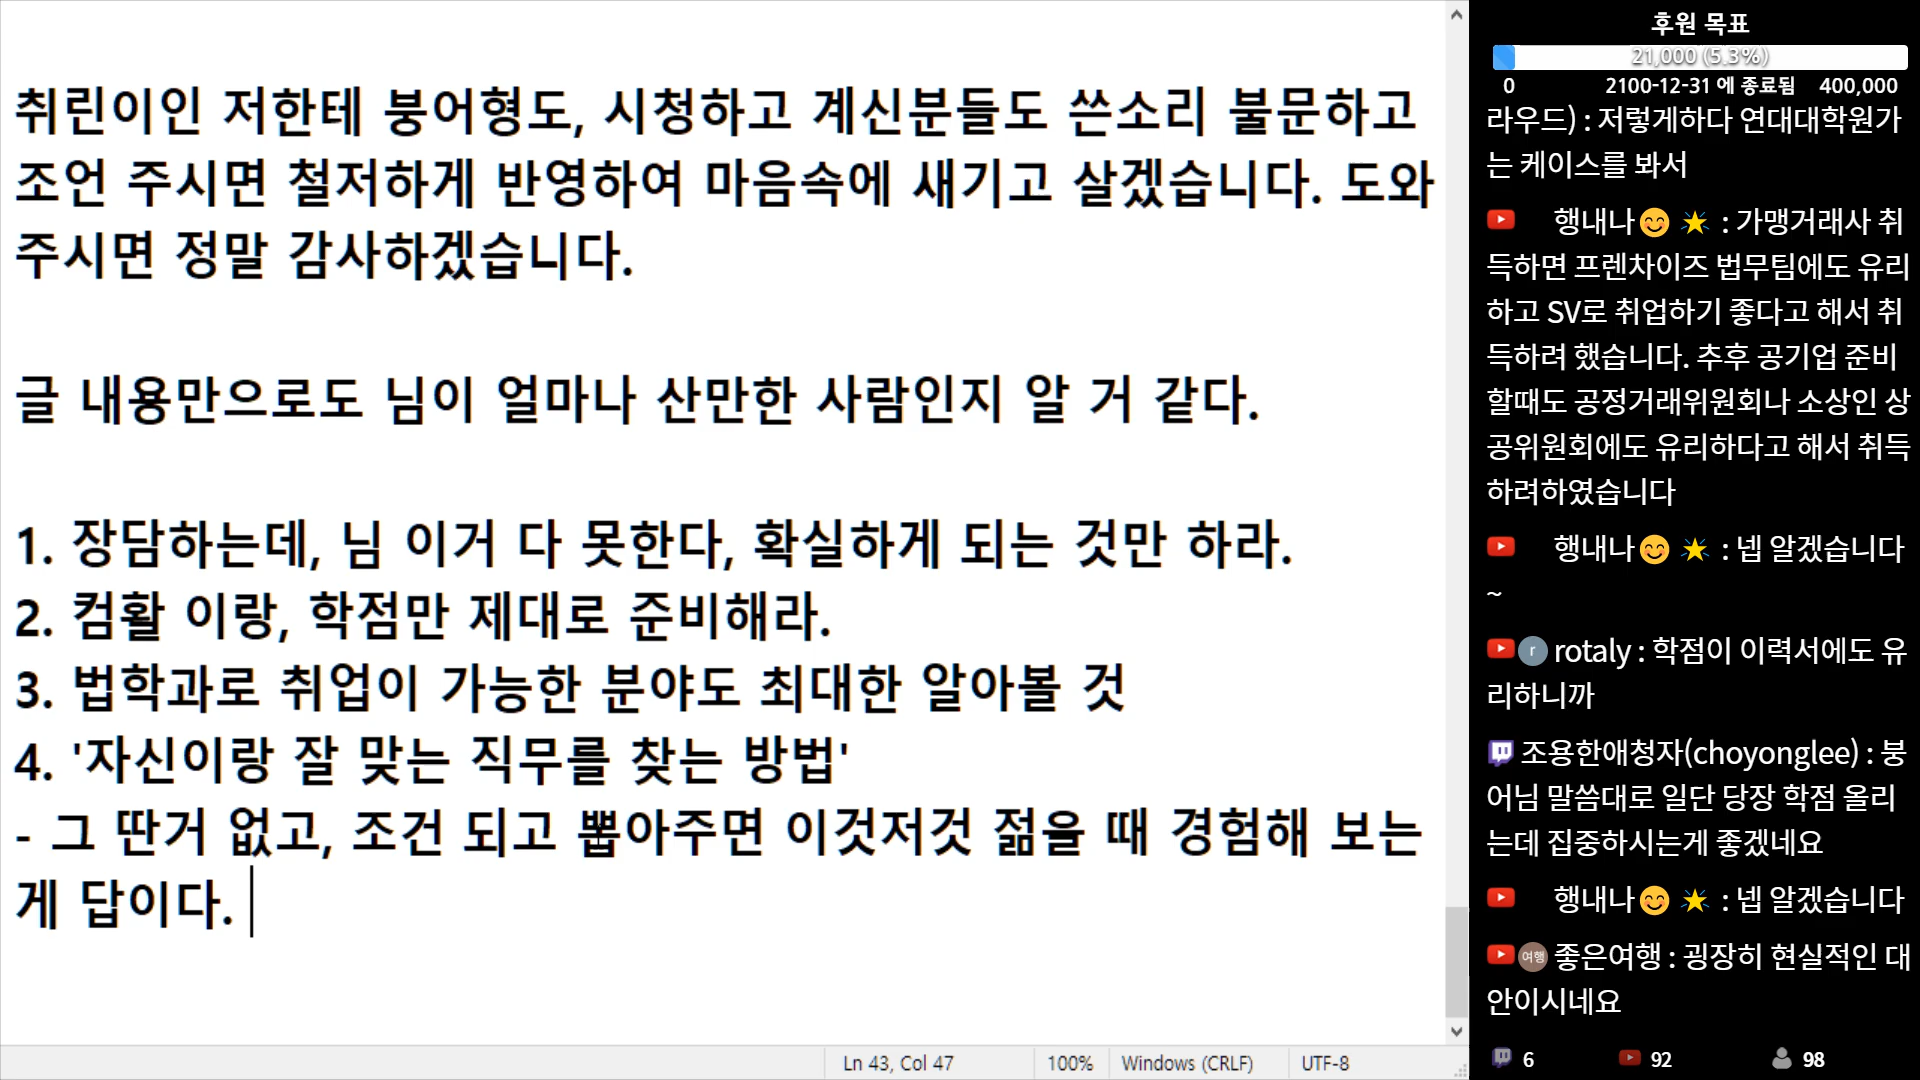 취린이인 저한테 붕어형도, 시청하고 계신분들도 쓴소리 불문하고
조언 주시면 철저하게 반영하여 마음속에 새기고 살겠습니다. 도와
주시면 정말 감사하겠습니다.
글 내용만으로도 님이 얼마나 산만한 사람인지 알 거 같다.
1. 장담하는데, 님 이거 다 못한다, 확실하게 되는 것만 하라.
2. 컴활 이랑, 학점만 제대로 준비해라.
3. 법학과로 취업이 가능한 분야도 최대한 알아볼 것
4. '자신이랑 잘 맞는 직무를 찾는 방법'
- 그 딴거 없고, 조건 되고 뽑아주면 이것저것 젊을 때 경험해 보는
게 답이다.
Ln 43, Col 47 100% Windows (CRLF) UTF-8
후원 목표
21,000 (5.3%)
0 2100-12-31 에 종료됨 400,000
라우드) : 저렇게하다 연대대학원가
는 케이스를 봐서
행내나😊 : 가맹거래사 취
득하면 프렌차이즈 법무팀에도 유리
하고 SV로 취업하기 좋다고 해서 취
득하려 했습니다. 추후 공기업 준비
할때도 공정거래위원회나 소상인 상
공위원회에도 유리하다고 해서 취득
하려하였습니다
행내나😊 : 넵 알겠습니다
~
r rotaly : 학점이 이력서에도 유
리하니까
조용한애청자(choyonglee) : 붕
어님 말씀대로 일단 당장 학점 올리
는데 집중하시는게 좋겠네요
행내나😊 : 넵 알겠습니다
여행 좋은여행 : 굉장히 현실적인 대
안이시네요
6 92 98